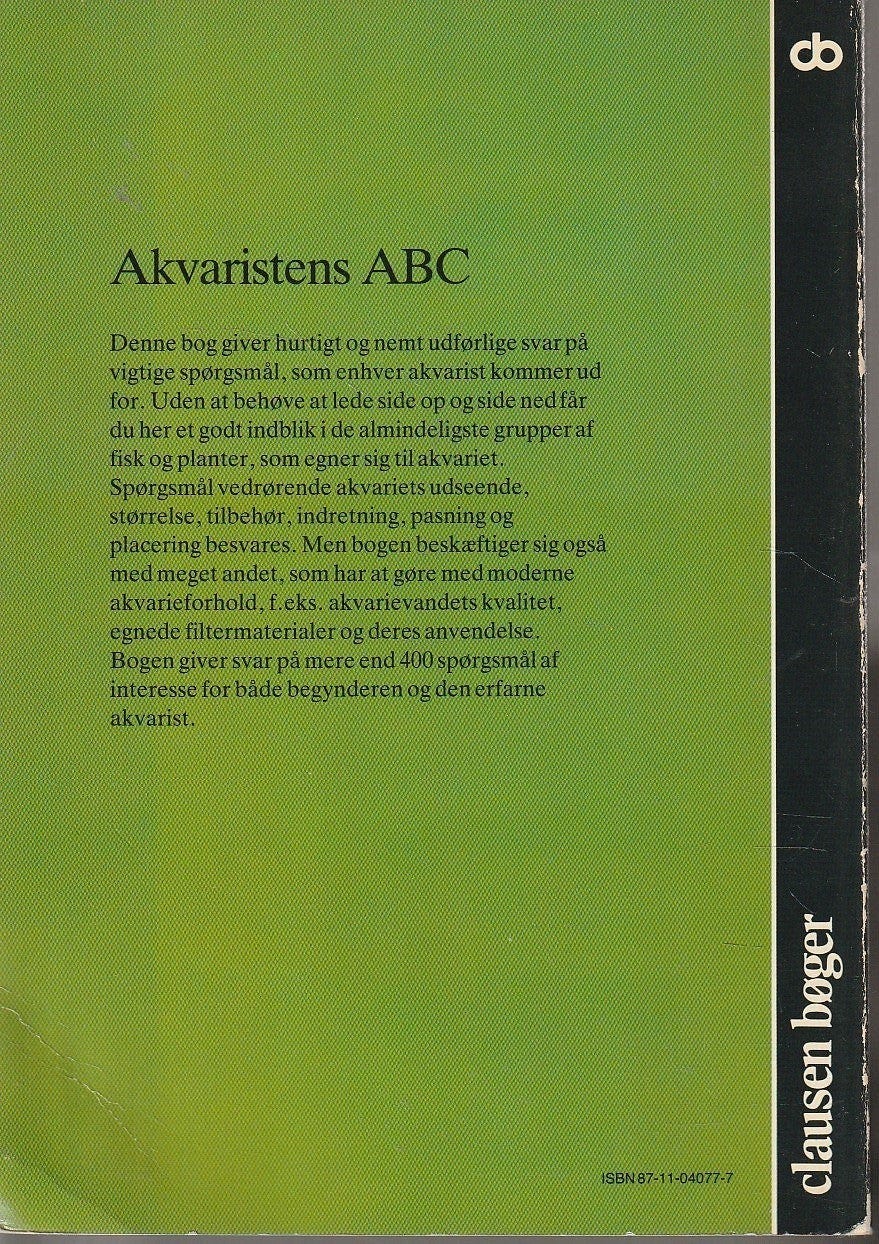 cb
Akvaristens ABC
Denne bog giver hurtigt og nemt udførlige svar på
vigtige spørgsmål, som enhver akvarist kommer ud
for. Uden at behøve at lede side op og side ned får
du her et godt indblik i de almindeligste grupper af
fisk og planter, som egner sig til akvariet.
Spørgsmål vedrørende akvariets udseende,
størrelse, tilbehør, indretning, pasning og
placering besvares. Men bogen beskæftiger sig også
med meget andet, som har at gøre med moderne
akvarieforhold, f.eks. akvarievandets kvalitet,
egnede filtermaterialer og deres anvendelse.
Bogen giver svar på mere end 400 spørgsmål af
interesse for både begynderen og den erfarne
akvarist.
ISBN 87-11-04077-7
clausen bøger